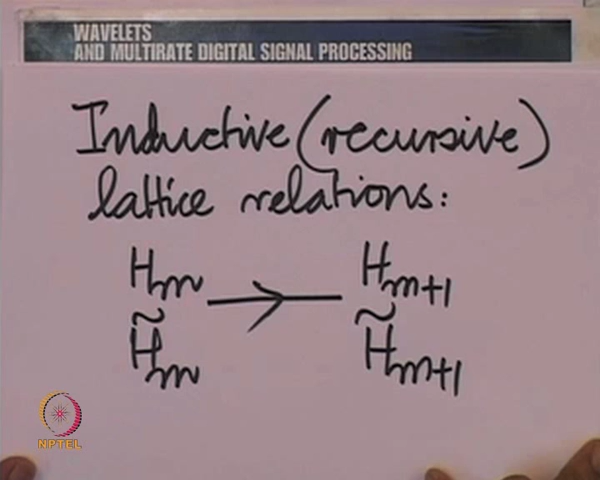 WAVELETS
AND MULTIRATE DIGITAL SIGNAL PROCESSING
Inductive (recursive)
lattice relations:
Hm → Hm+1
H̃m H̃m+1
NPTEL